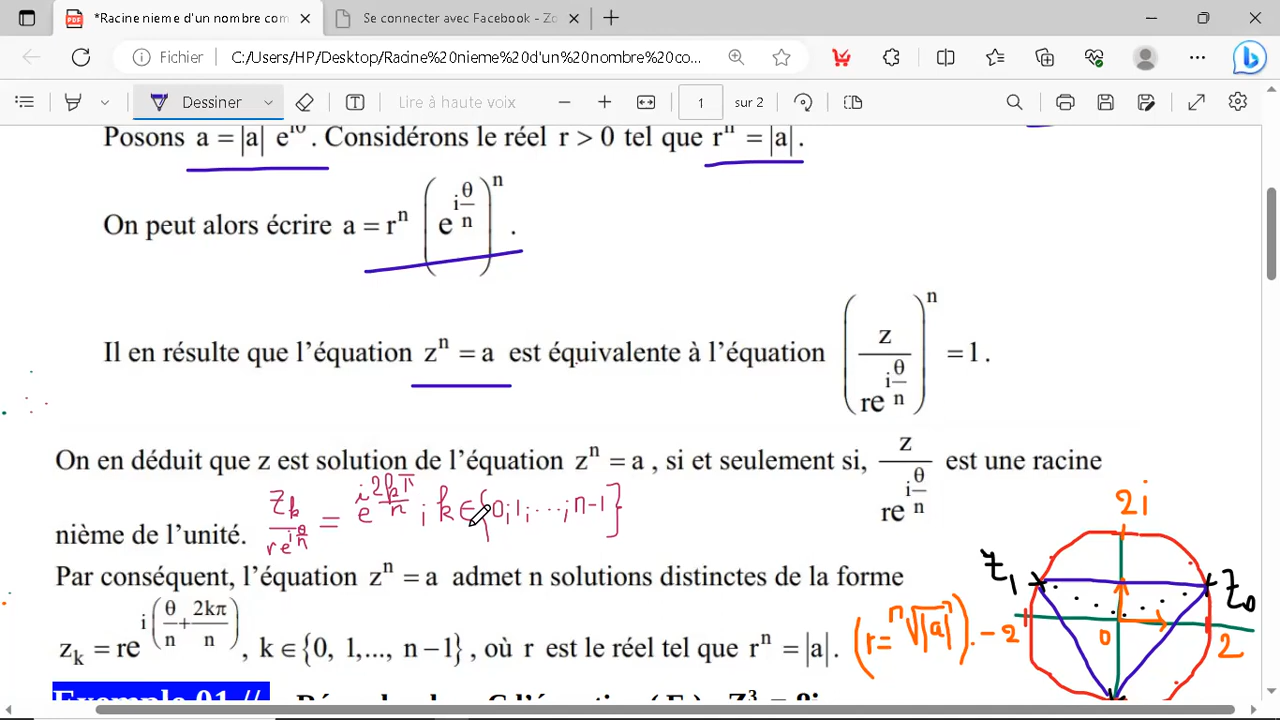 *Racine nieme d'un nombre com
Se connecter avec Facebook - Zo
Fichier
C:/Users/HP/Desktop/Racine%20nieme%20d'un%20nombre%20co...
Dessiner
Lire à haute voix
1
sur 2
Posons a = |a| e^{iθ}. Considérons le réel r > 0 tel que r^n = |a|.
On peut alors écrire a = r^n (e^{iθ/n})^n.
Il en résulte que l'équation z^n = a est équivalente à l'équation (z/(re^{iθ/n}))^n = 1.
On en déduit que z est solution de l'équation z^n = a, si et seulement si, z/(re^{iθ/n}) est une racine
nième de l'unité.
z_k/(re^{iθ/n}) = e^{i2kπ/n} ; k∈{0;1;...;n-1}
Par conséquent, l'équation z^n = a admet n solutions distinctes de la forme
z_k = re^{i(θ/n+2kπ/n)}, k∈{0, 1,..., n−1}, où r est le réel tel que r^n = |a|.
(r = ^n√|a|).
2i
z_1
z_0
-2
0
2
Exemple 01 //